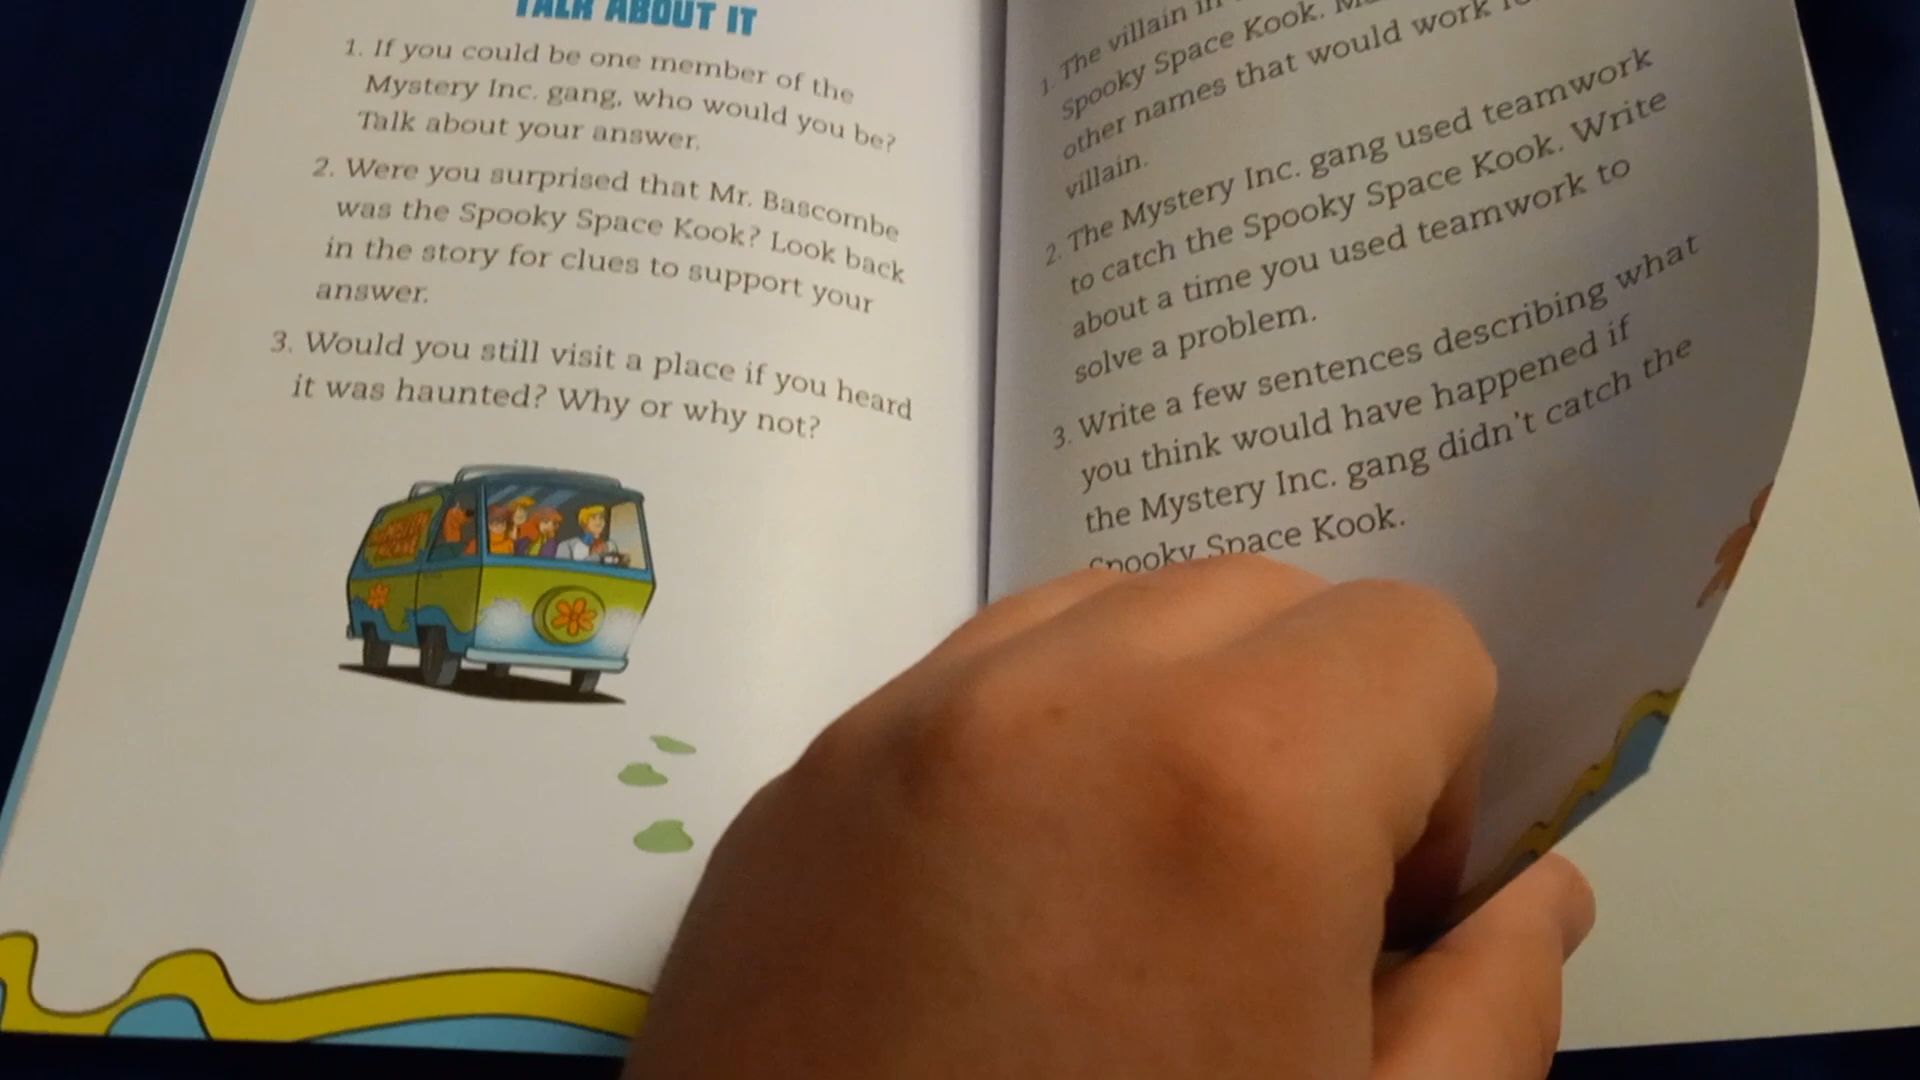 TALK ABOUT IT
1. If you could be one member of the
Mystery Inc. gang, who would you be?
Talk about your answer.
2. Were you surprised that Mr. Bascombe
was the Spooky Space Kook? Look back
in the story for clues to support your
answer.
3. Would you still visit a place if you heard
it was haunted? Why or why not?
1. The villain in
Spooky Space Kook.
other names that would work
villain.
2. The Mystery Inc. gang used teamwork
to catch the Spooky Space Kook. Write
about a time you used teamwork to
solve a problem.
3. Write a few sentences describing what
you think would have happened if
the Mystery Inc. gang didn't catch the
Spooky Space Kook.